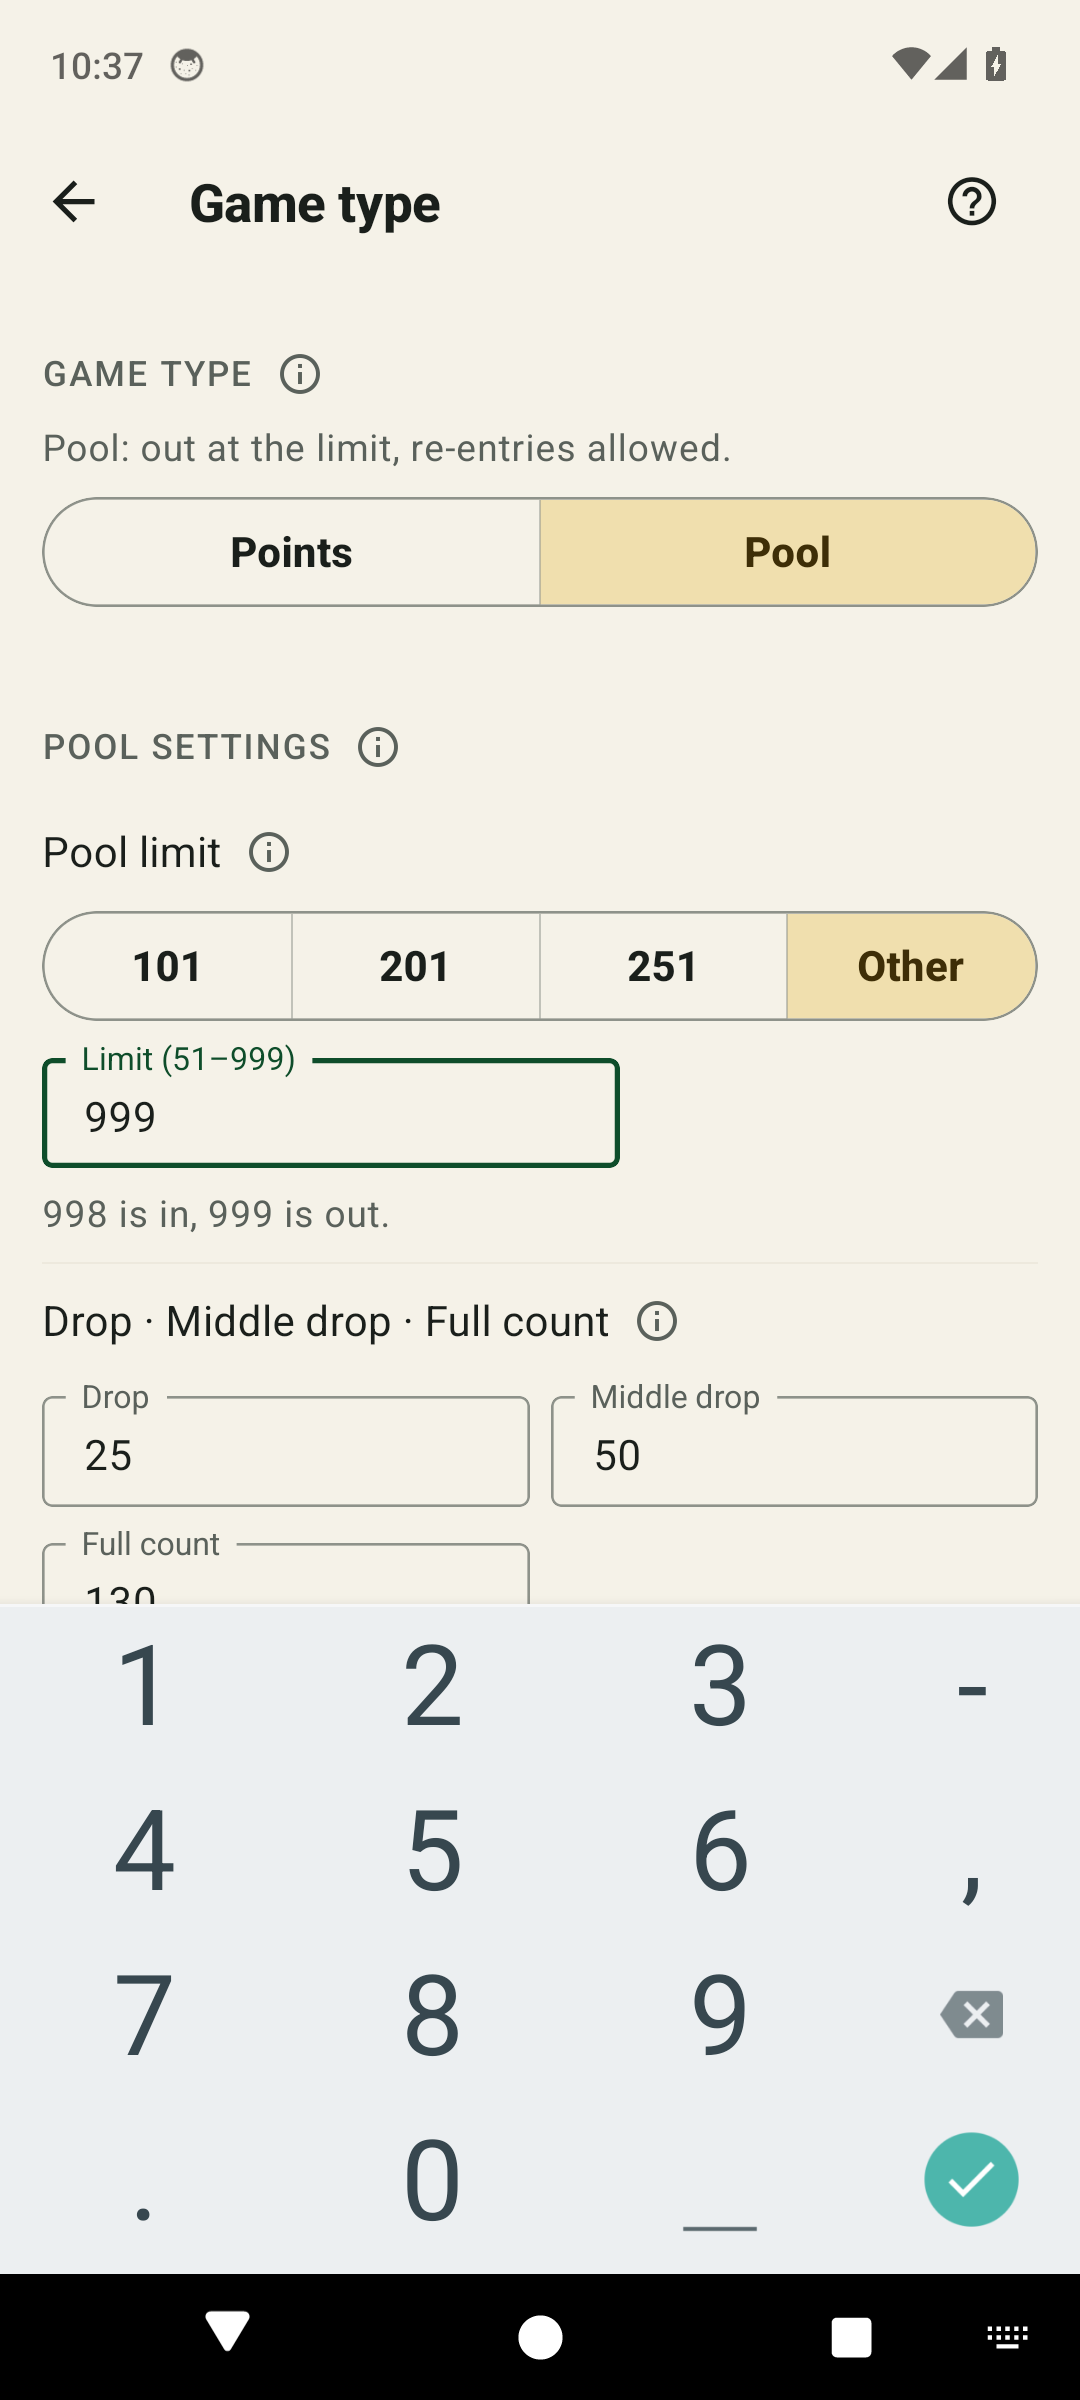 10:37
Game type
GAME TYPE
Pool: out at the limit, re-entries allowed.
Points Pool
POOL SETTINGS
Pool limit
101 201 251 Other
Limit (51–999)
999
998 is in, 999 is out.
Drop · Middle drop · Full count
Drop Middle drop
25 50
Full count
130
1 2 3 -
4 5 6 ,
7 8 9
. 0